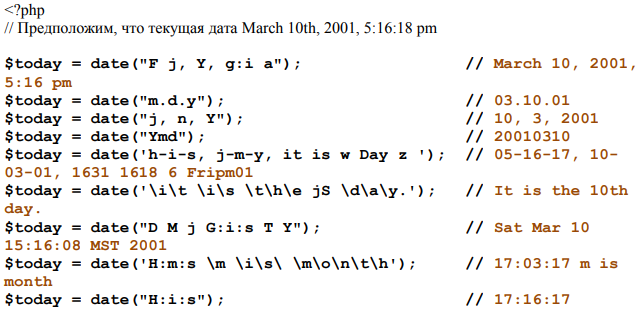 <?php
// Предположим, что текущая дата March 10th, 2001, 5:16:18 pm
$today = date("F j, Y, g:i a"); // March 10, 2001,
5:16 pm
$today = date("m.d.y"); // 03.10.01
$today = date("j, n, Y"); // 10, 3, 2001
$today = date("Ymd"); // 20010310
$today = date('h-i-s, j-m-y, it is w Day z '); // 05-16-17, 10-
03-01, 1631 1618 6 Fripm01
$today = date('\i\t \i\s \t\h\e jS \d\a\y.'); // It is the 10th
day.
$today = date("D M j G:i:s T Y"); // Sat Mar 10
15:16:08 MST 2001
$today = date('H:m:s \m \i\s\ \m\o\n\t\h'); // 17:03:17 m is
month
$today = date("H:i:s"); // 17:16:17